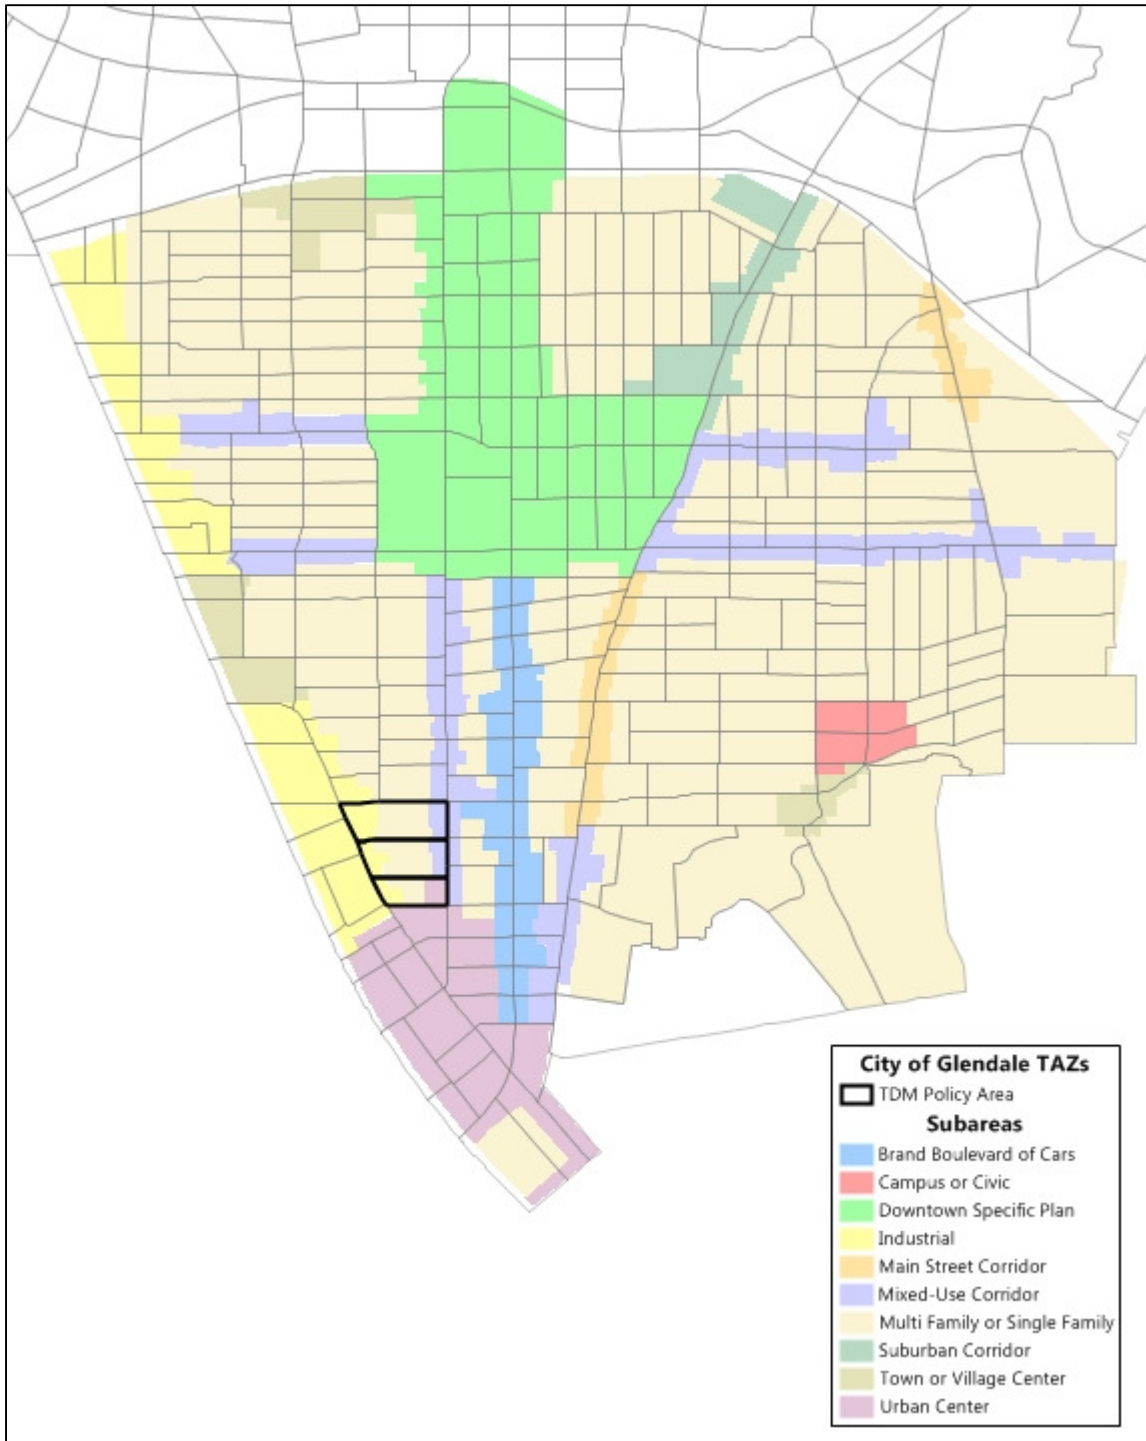 City of Glendale TAZs
TDM Policy Area
Subareas
Brand Boulevard of Cars
Campus or Civic
Downtown Specific Plan
Industrial
Main Street Corridor
Mixed-Use Corridor
Multi Family or Single Family
Suburban Corridor
Town or Village Center
Urban Center